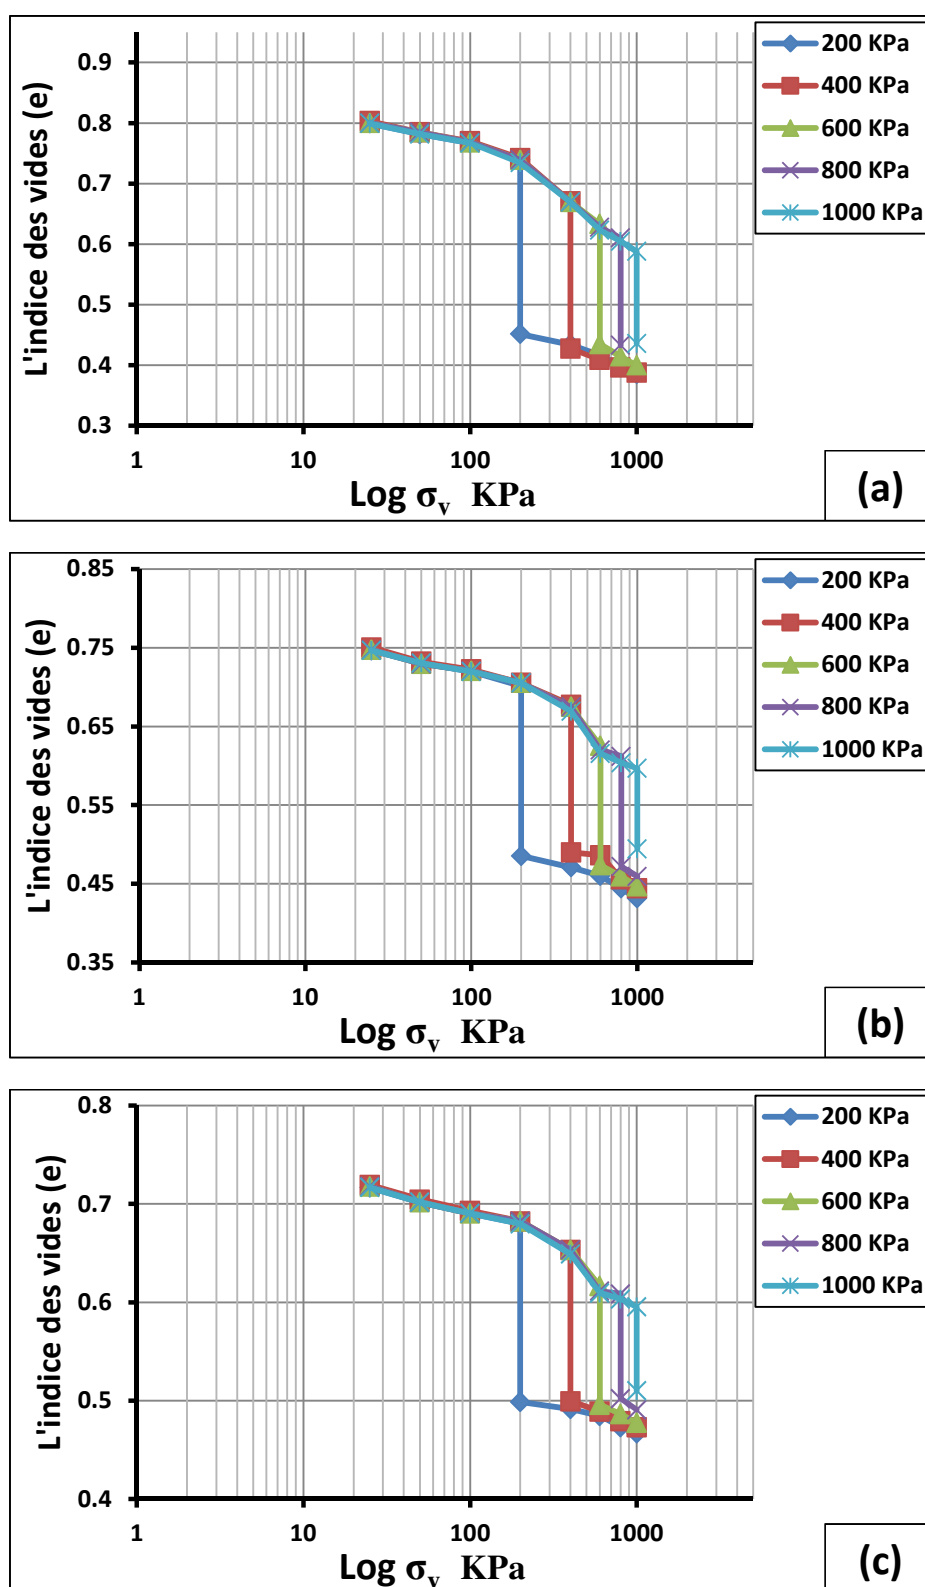 L'indice des vides (e)
0.9
0.8
0.7
0.6
0.5
0.4
0.3
1
10
100
1000
Log σv KPa
200 KPa
400 KPa
600 KPa
800 KPa
1000 KPa
(a)
L'indice des vides (e)
0.85
0.75
0.65
0.55
0.45
0.35
1
10
100
1000
Log σv KPa
200 KPa
400 KPa
600 KPa
800 KPa
1000 KPa
(b)
L'indice des vides (e)
0.8
0.7
0.6
0.5
0.4
1
10
100
1000
Log σv KPa
200 KPa
400 KPa
600 KPa
800 KPa
1000 KPa
(c)